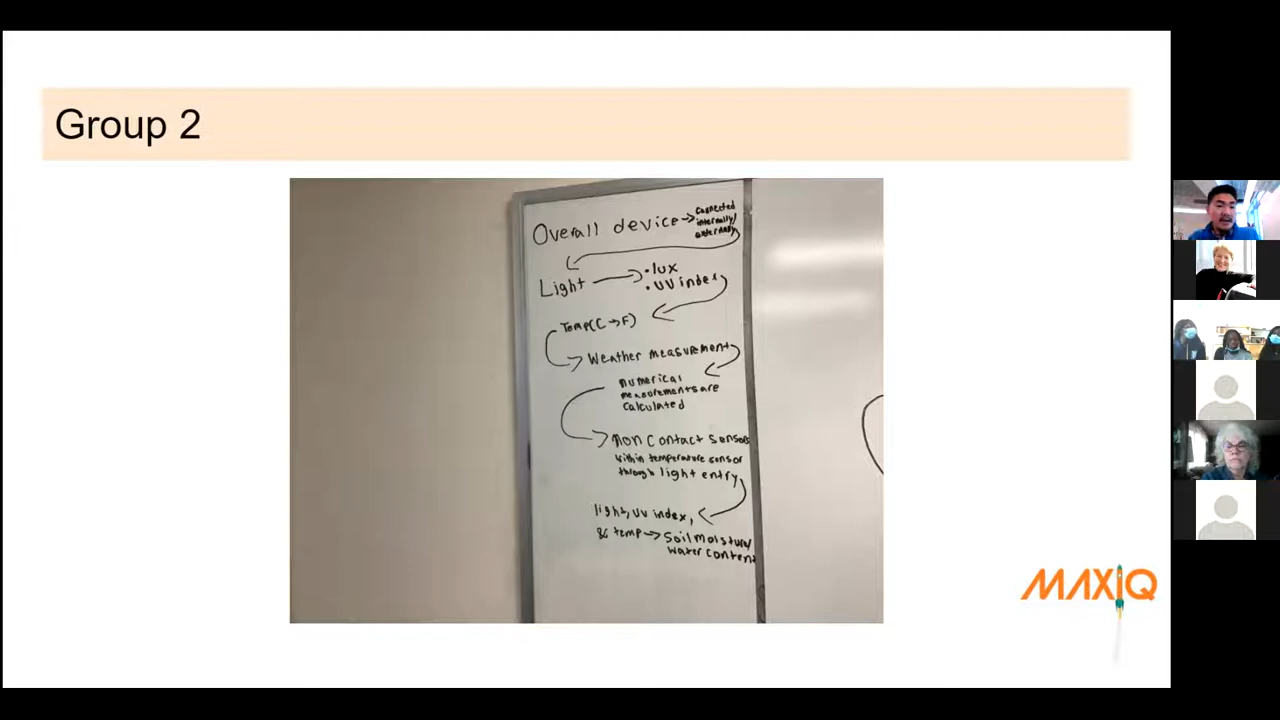 Group 2
Overall device → connected
internally/
externally
Light → • lux
• UV index
Temp (C → F)
Weather measurement
numerical
measurements are
calculated
non contact sensors
within temperature sensor
through light entry
light, UV index,
& temp → Soil moisture/
water content
MAXIQ